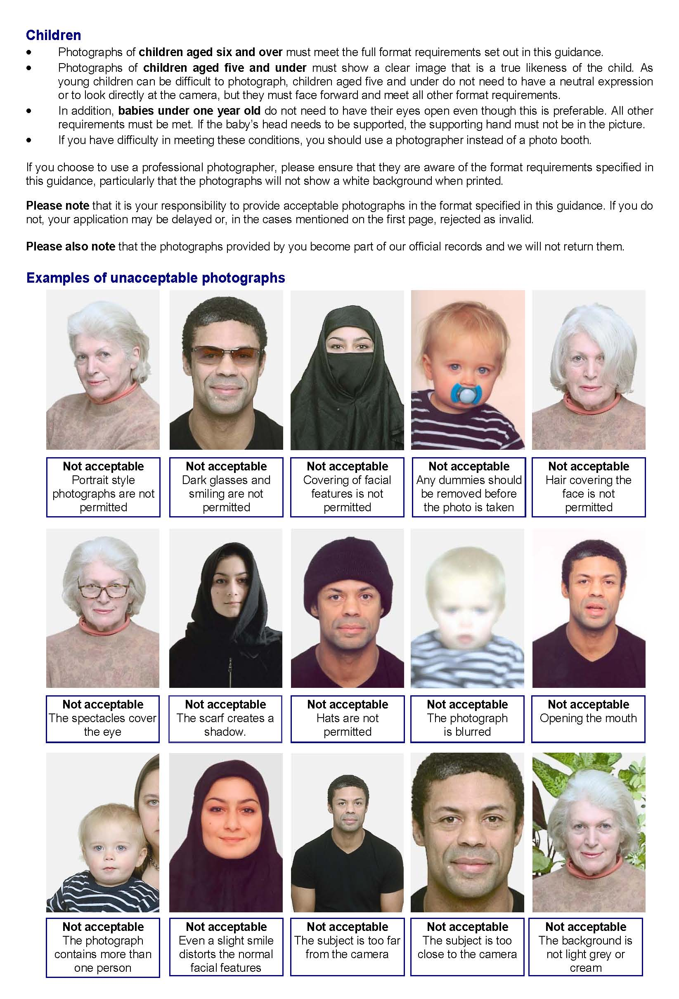 Children
• Photographs of children aged six and over must meet the full format requirements set out in this guidance.
• Photographs of children aged five and under must show a clear image that is a true likeness of the child. As
young children can be difficult to photograph, children aged five and under do not need to have a neutral expression
or to look directly at the camera, but they must face forward and meet all other format requirements.
• In addition, babies under one year old do not need to have their eyes open even though this is preferable. All other
requirements must be met. If the baby's head needs to be supported, the supporting hand must not be in the picture.
• If you have difficulty in meeting these conditions, you should use a photographer instead of a photo booth.
If you choose to use a professional photographer, please ensure that they are aware of the format requirements specified in
this guidance, particularly that the photographs will not show a white background when printed.
Please note that it is your responsibility to provide acceptable photographs in the format specified in this guidance. If you do
not, your application may be delayed or, in the cases mentioned on the first page, rejected as invalid.
Please also note that the photographs provided by you become part of our official records and we will not return them.
Examples of unacceptable photographs
Not acceptable
Portrait style
photographs are not
permitted
Not acceptable
Dark glasses and
smiling are not
permitted
Not acceptable
Covering of facial
features is not
permitted
Not acceptable
Any dummies should
be removed before
the photo is taken
Not acceptable
Hair covering the
face is not
permitted
Not acceptable
The spectacles cover
the eye
Not acceptable
The scarf creates a
shadow.
Not acceptable
Hats are not
permitted
Not acceptable
The photograph
is blurred
Not acceptable
Opening the mouth
Not acceptable
The photograph
contains more than
one person
Not acceptable
Even a slight smile
distorts the normal
facial features
Not acceptable
The subject is too far
from the camera
Not acceptable
The subject is too
close to the camera
Not acceptable
The background is
not light grey or
cream